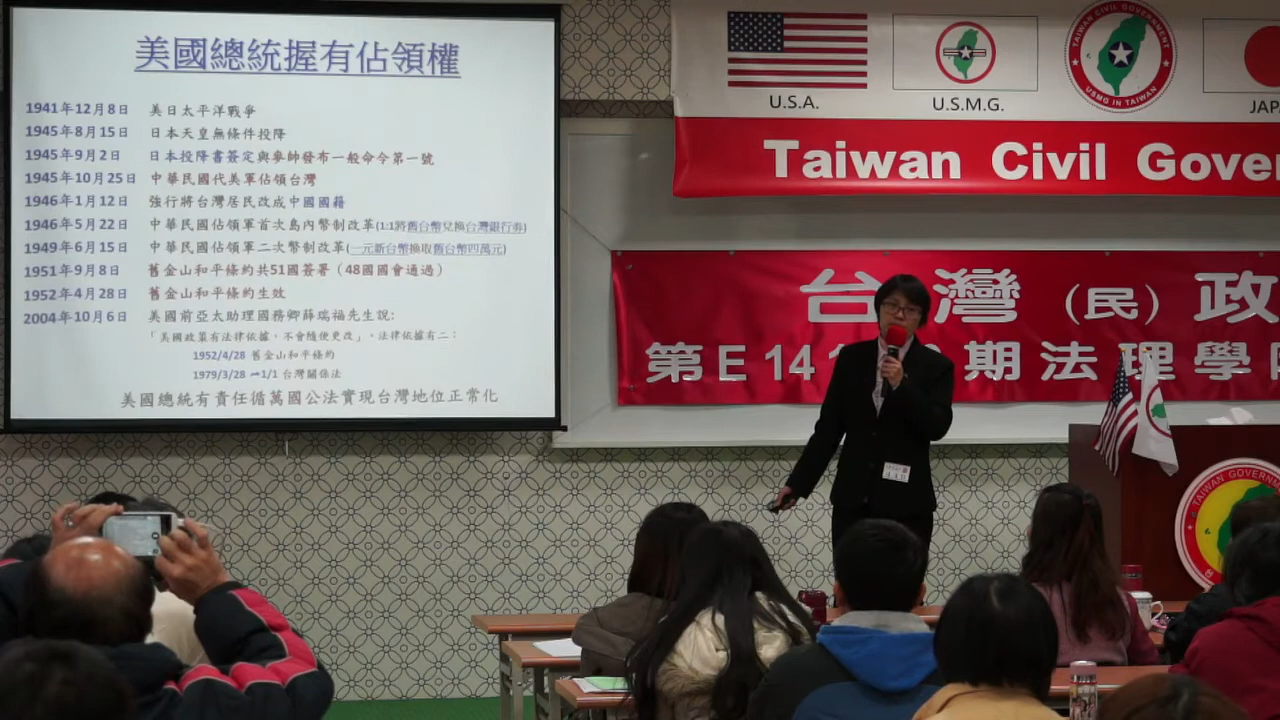 美國總統握有佔領權
1941年12月8日 美日太平洋戰爭
1945年8月15日 日本天皇無條件投降
1945年9月2日 日本投降書簽定與麥帥發布一般命令第一號
1945年10月25日 中華民國代美軍佔領台灣
1946年1月12日 強行將台灣居民改成中國國籍
1946年5月22日 中華民國佔領軍首次島內幣制改革(1:1將舊台幣兌換台灣銀行券)
1949年6月15日 中華民國佔領軍二次幣制改革(一元新台幣換取舊台幣四萬元)
1951年9月8日 舊金山和平條約共51國簽署（48國國會通過）
1952年4月28日 舊金山和平條約生效
2004年10月6日 美國前亞太助理國務卿薛瑞福先生說:
「美國政策有法律依據，不會隨便更改」。法律依據有二：
1952/4/28 舊金山和平條約
1979/3/28 ➡1/1 台灣關係法
美國總統有責任循萬國公法實現台灣地位正常化
U.S.A.
U.S.M.G.
TAIWAN CIVIL GOVERNMENT
USMG IN TAIWAN
JAPA
Taiwan Civil Gover
台灣（民）政
第E14 期法理學
TAIWAN GOVERNMEN